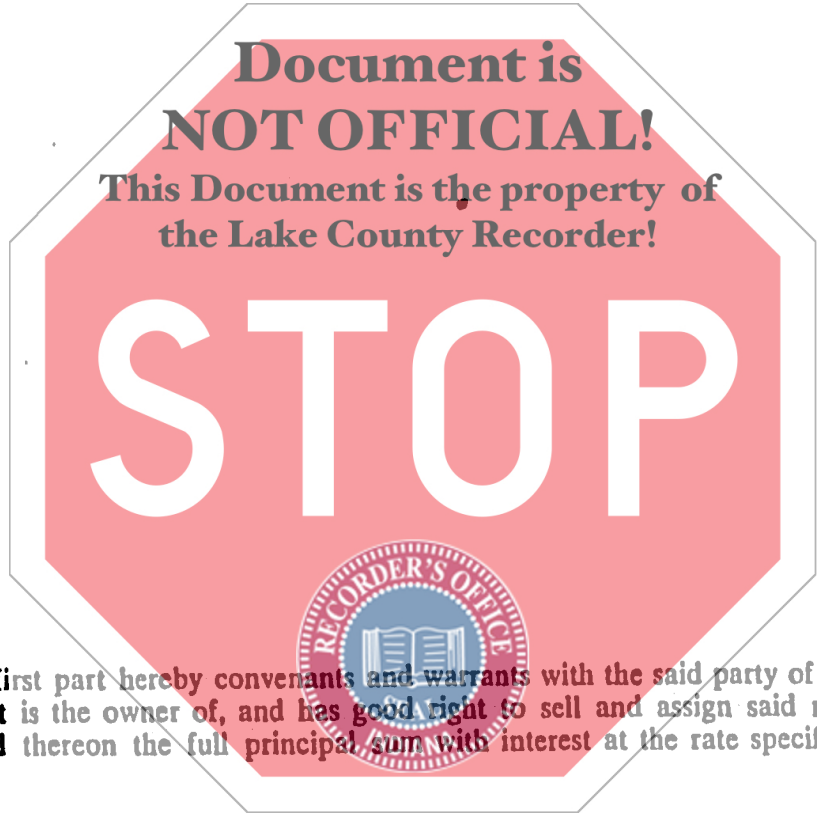 Document is
NOT OFFICIAL!
This Document is the property of
the Lake County Recorder!
STOP
RECORDER'S OFFICE
first part hereby convenants and warrants with the said party of
is the owner of, and has good right to sell and assign said
thereon the full principal sum with interest at the rate specif
INDIANA